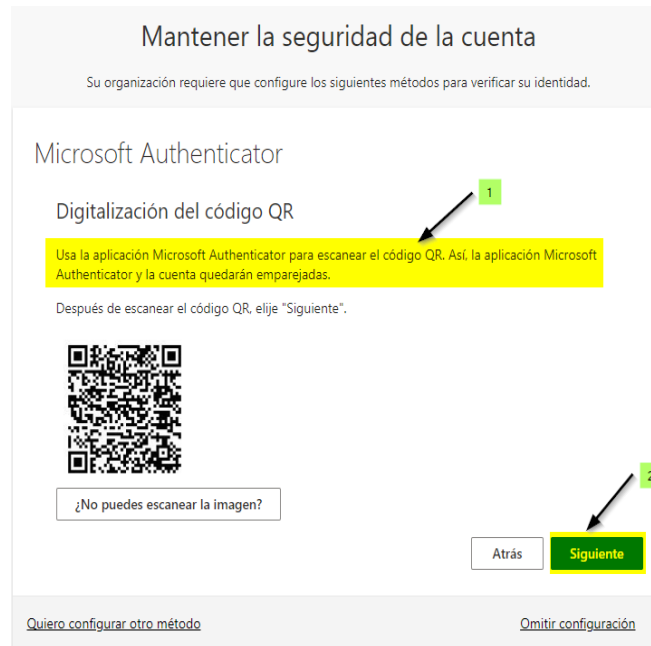 Mantener la seguridad de la cuenta
Su organización requiere que configure los siguientes métodos para verificar su identidad.
Microsoft Authenticator
1
Digitalización del código QR
Usa la aplicación Microsoft Authenticator para escanear el código QR. Así, la aplicación Microsoft
Authenticator y la cuenta quedarán emparejadas.
Después de escanear el código QR, elije "Siguiente".
¿No puedes escanear la imagen?
2
Atrás
Siguiente
Quiero configurar otro método
Omitir configuración